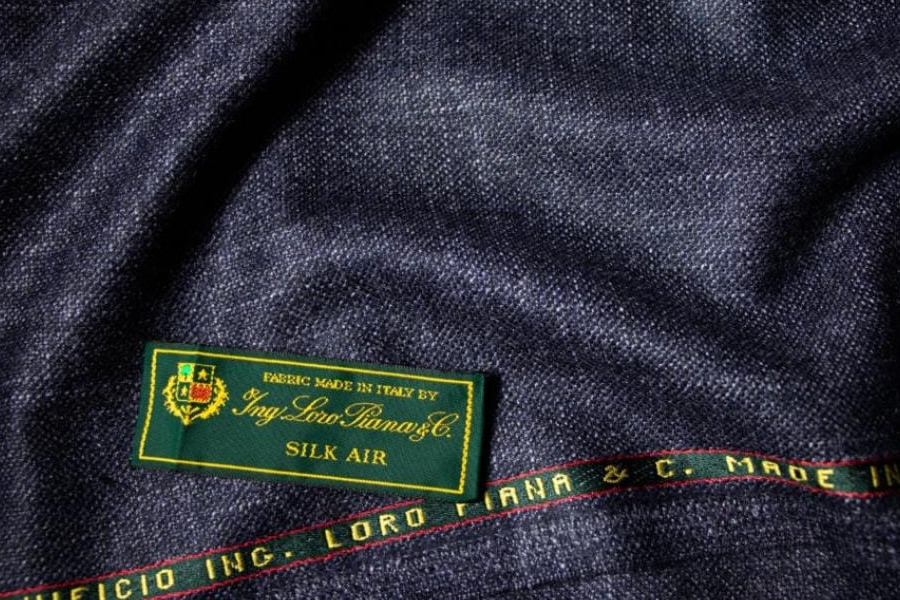 FABRIC MADE IN ITALY BY
Ing. Loro Piana & C.
SILK AIR
ING. LORO PIANA & C. MADE IN